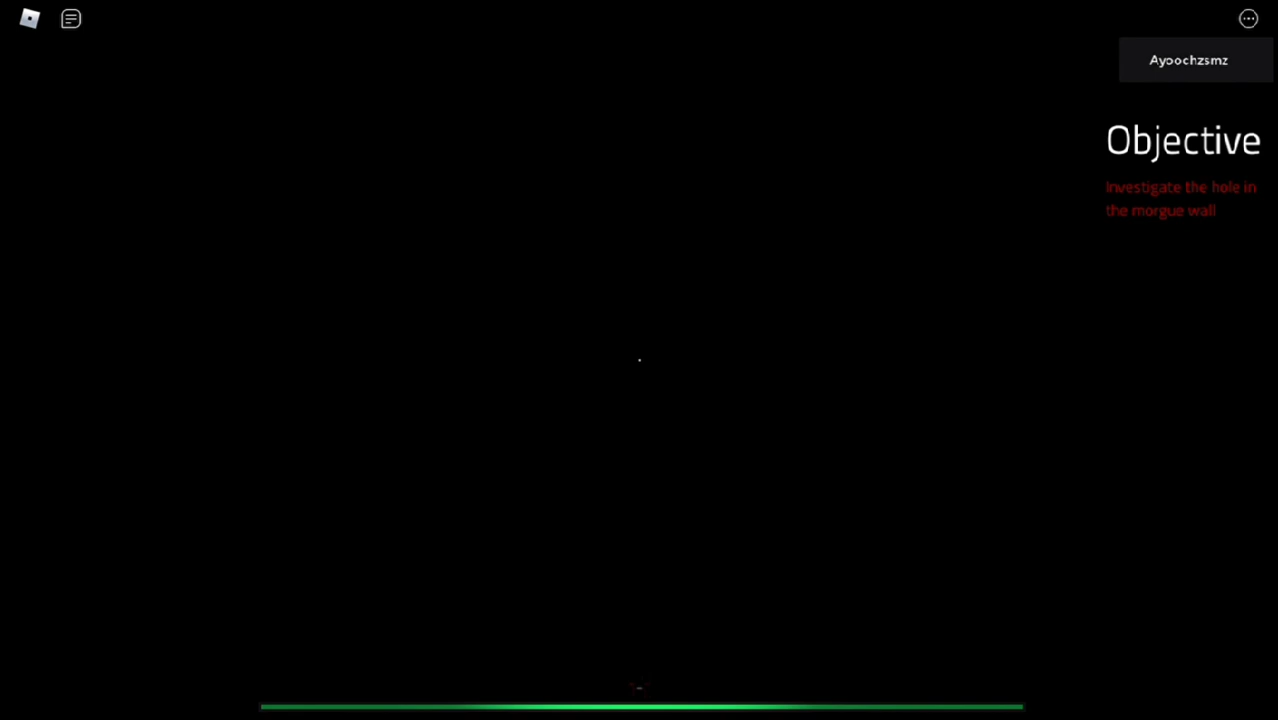 Ayoochzsmz
Objective
Investigate the hole in
the morgue wall